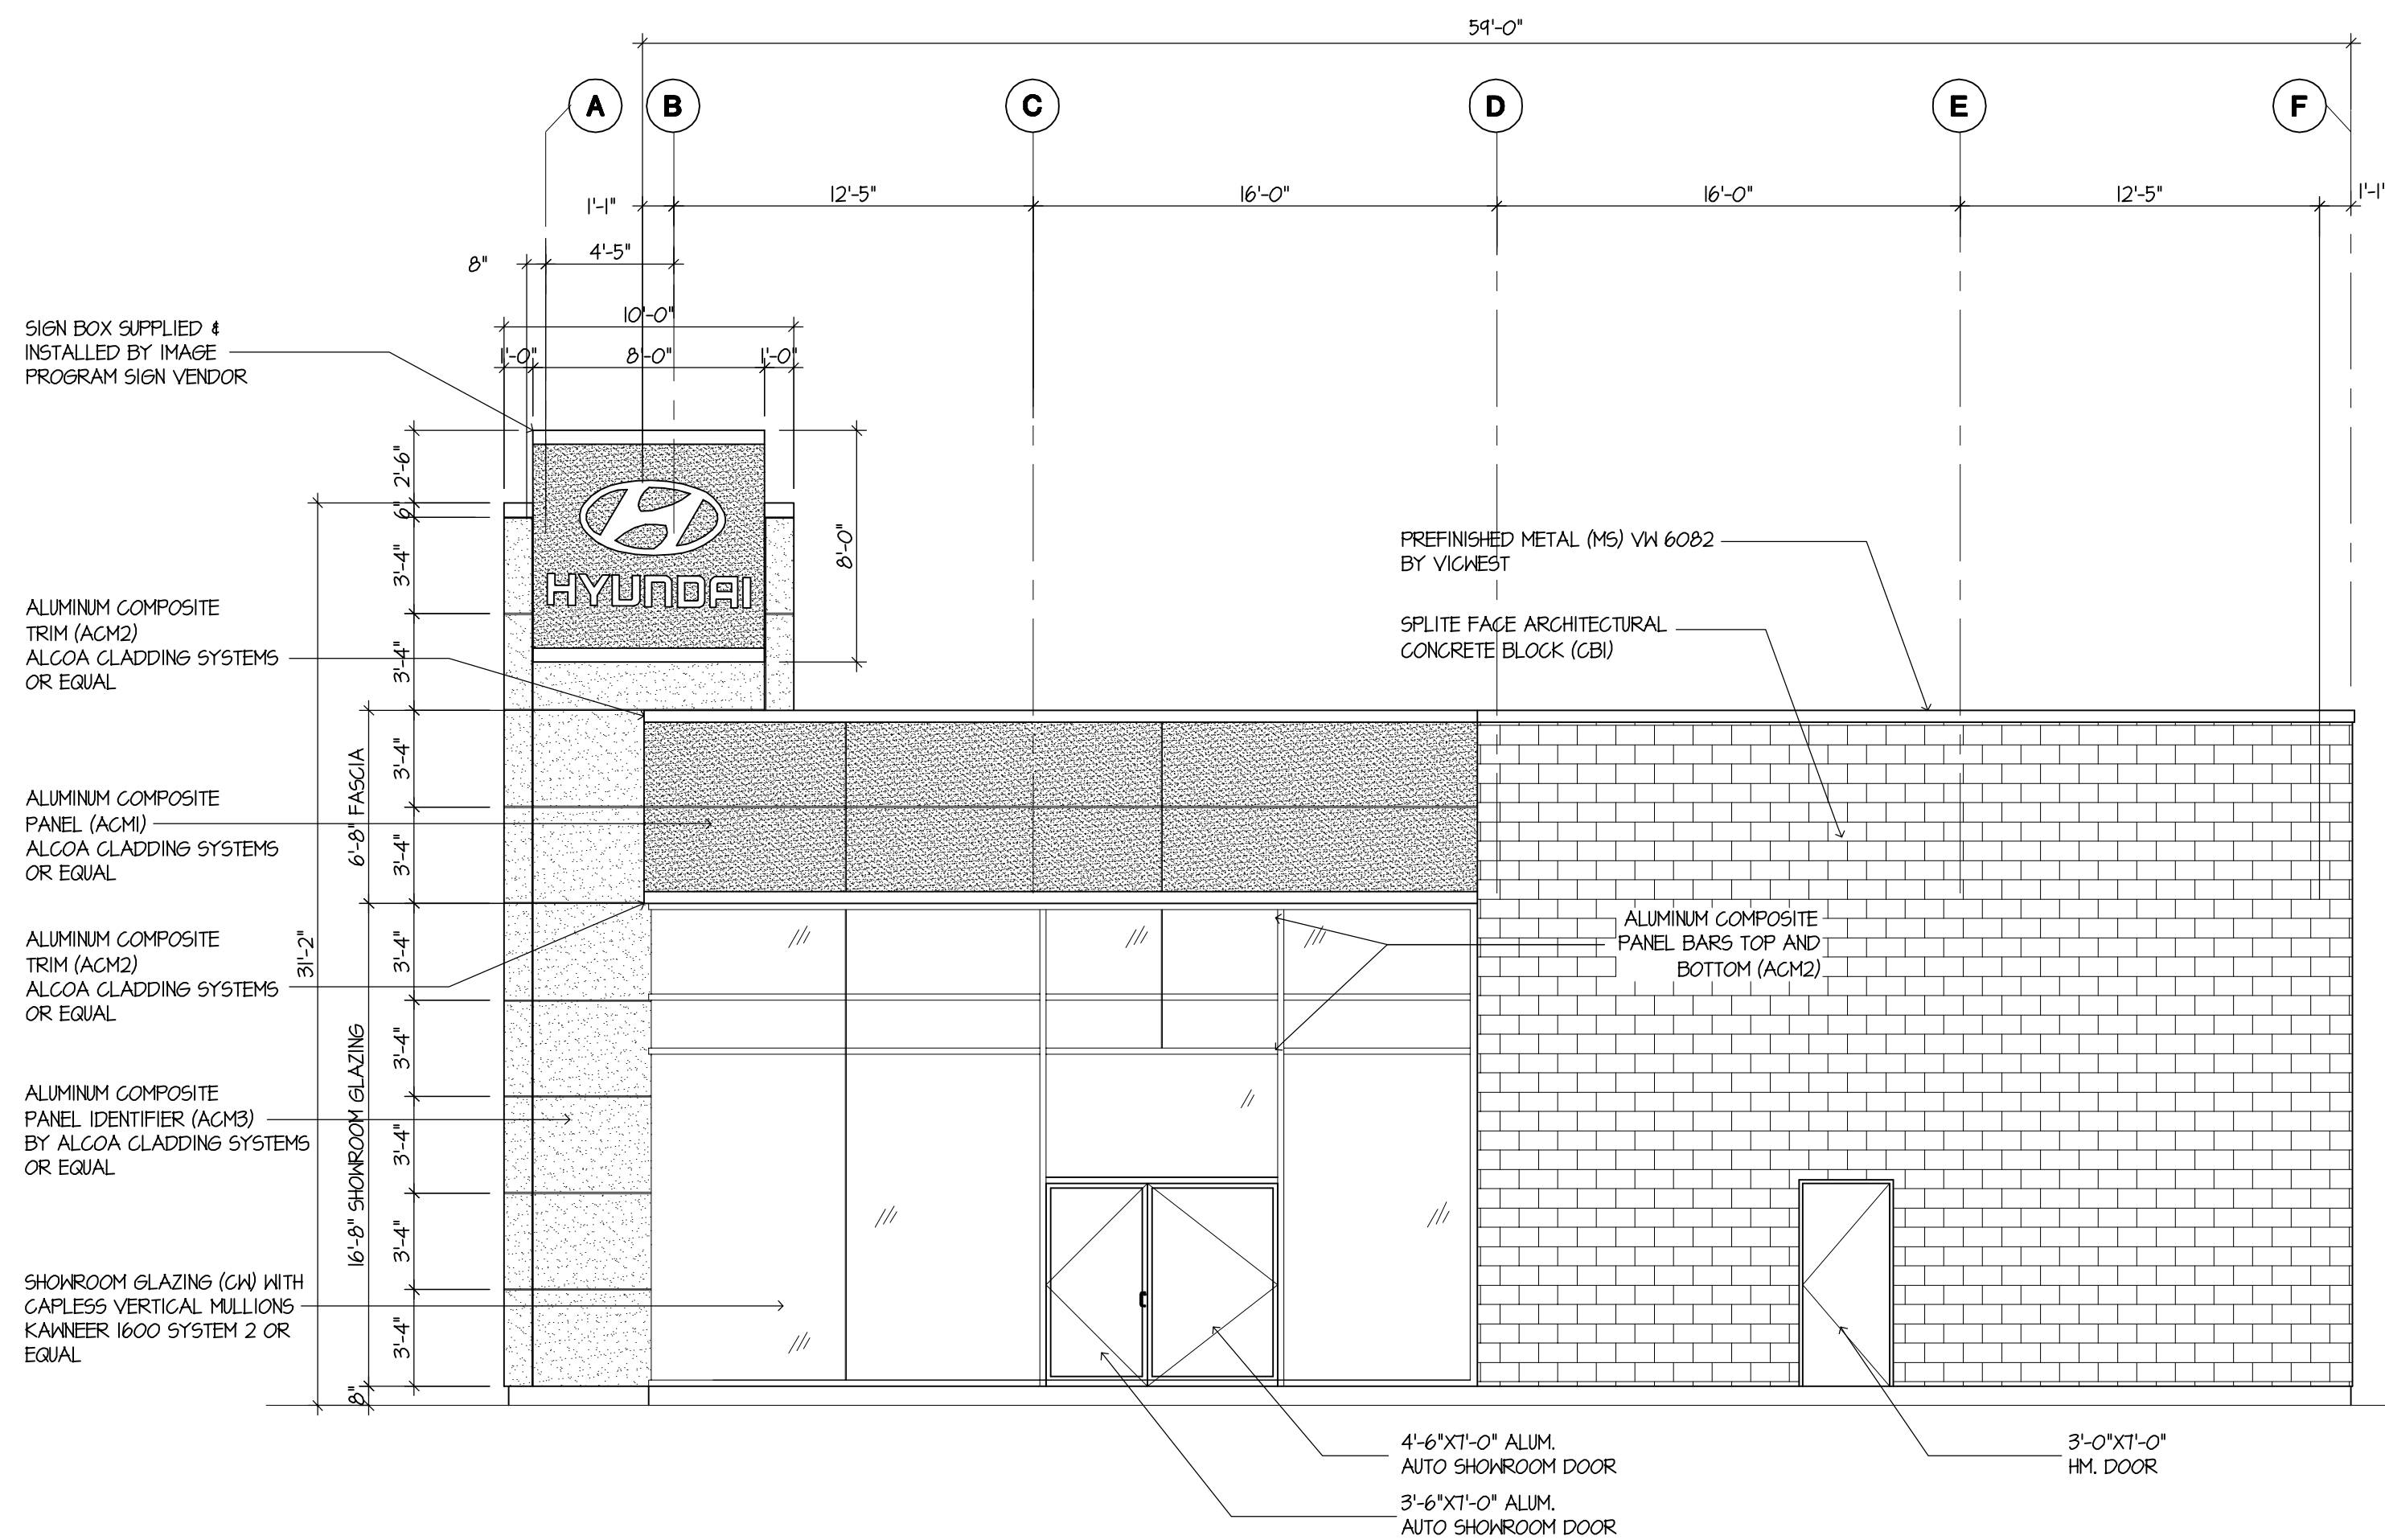 59'-0"
A
B
C
D
E
F
12'-5"
16'-0"
16'-0"
12'-5"
1'-1"
1'-1"
8"
4'-5"
10'-0"
1'-0"
8'-0"
1'-0"
SIGN BOX SUPPLIED &
INSTALLED BY IMAGE
PROGRAM SIGN VENDOR
2'-6"
6"
3'-4"
3'-4"
8'-0"
HYUNDAI
PREFINISHED METAL (MS) VW 6082
BY VICWEST
SPLITE FACE ARCHITECTURAL
CONCRETE BLOCK (CB1)
ALUMINUM COMPOSITE
TRIM (ACM2)
ALCOA CLADDING SYSTEMS
OR EQUAL
6'-8" FASCIA
3'-4"
3'-4"
ALUMINUM COMPOSITE
PANEL (ACM1)
ALCOA CLADDING SYSTEMS
OR EQUAL
31'-2"
ALUMINUM COMPOSITE
TRIM (ACM2)
ALCOA CLADDING SYSTEMS
OR EQUAL
ALUMINUM COMPOSITE
PANEL BARS TOP AND
BOTTOM (ACM2)
16'-8" SHOWROOM GLAZING
3'-4"
3'-4"
3'-4"
3'-4"
3'-4"
8"
ALUMINUM COMPOSITE
PANEL IDENTIFIER (ACM3)
BY ALCOA CLADDING SYSTEMS
OR EQUAL
SHOWROOM GLAZING (CW) WITH
CAPLESS VERTICAL MULLIONS
KAWNEER 1600 SYSTEM 2 OR
EQUAL
4'-6"X7'-0" ALUM.
AUTO SHOWROOM DOOR
3'-6"X7'-0" ALUM.
AUTO SHOWROOM DOOR
3'-0"X7'-0"
HM. DOOR